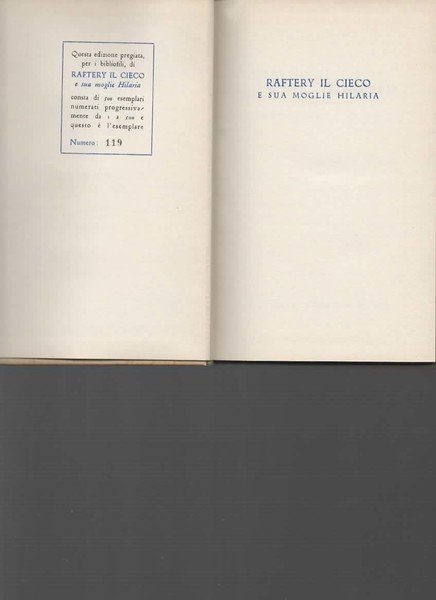 Questa edizione pregiata,
per i bibliofili, di
RAFTERY IL CIECO
e sua moglie Hilaria
consta di 500 esemplari
numerati progressiva-
mente da 1 a 500 e
questo è l'esemplare
Numero: 119
RAFTERY IL CIECO
E SUA MOGLIE HILARIA